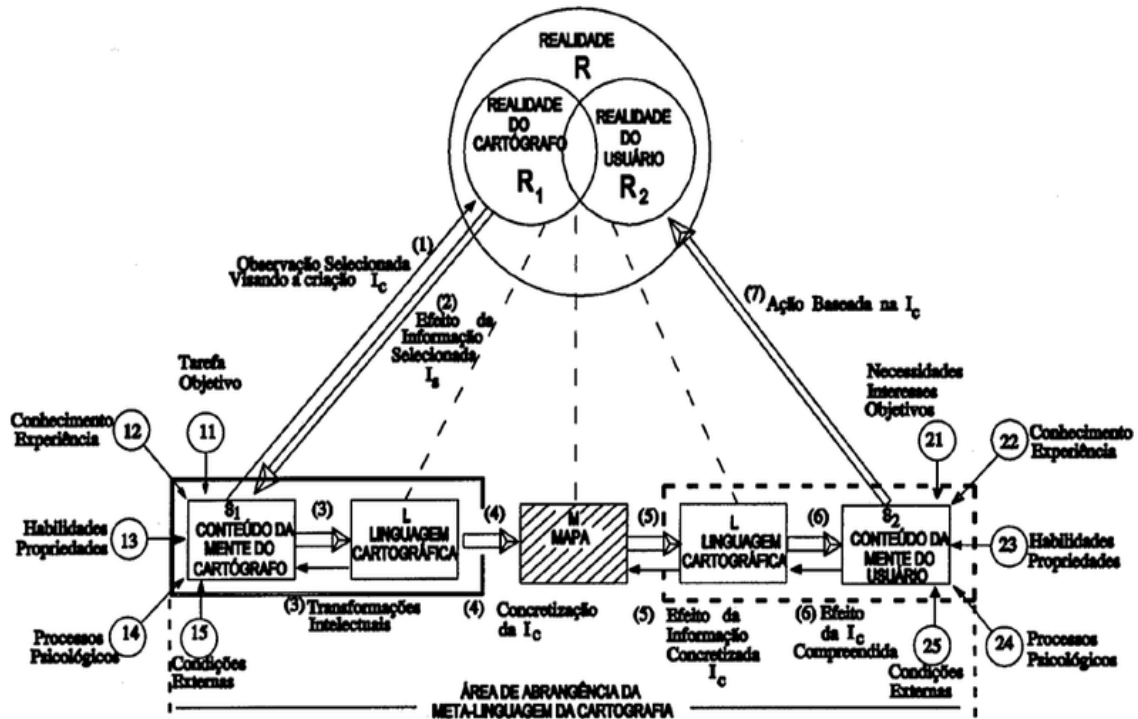 REALIDADE
R
REALIDADE
DO
CARTÓGRAFO
R1
REALIDADE
DO
USUÁRIO
R2
(1)
Observação Selecionada
Visando a criação Ic
(2)
Efeito da
Informação
Selecionada
Is
(7) Ação Baseada na Ic
Tarefa
Objetivo
Necessidades
Interesses
Objetivos
Conhecimento
Experiência
12
11
21
22
Conhecimento
Experiência
Habilidades
Propriedades
13
S1
CONTEÚDO DA
MENTE DO
CARTÓGRAFO
(3)
L
LINGUAGEM
CARTOGRÁFICA
(4)
M
MAPA
(5)
L
LINGUAGEM
CARTOGRÁFICA
(6)
S2
CONTEÚDO DA
MENTE DO
USUÁRIO
23
Habilidades
Propriedades
Processos
Psicológicos
14
15
Condições
Externas
(3) Transformações
Intelectuais
(4)
Concretização
da Ic
(5)
Efeito da
Informação
Concretizada
Ic
(6) Efeito
da Ic
Compreendida
25
Condições
Externas
24
Processos
Psicológicos
ÁREA DE ABRANGÊNCIA DA
META-LINGUAGEM DA CARTOGRAFIA